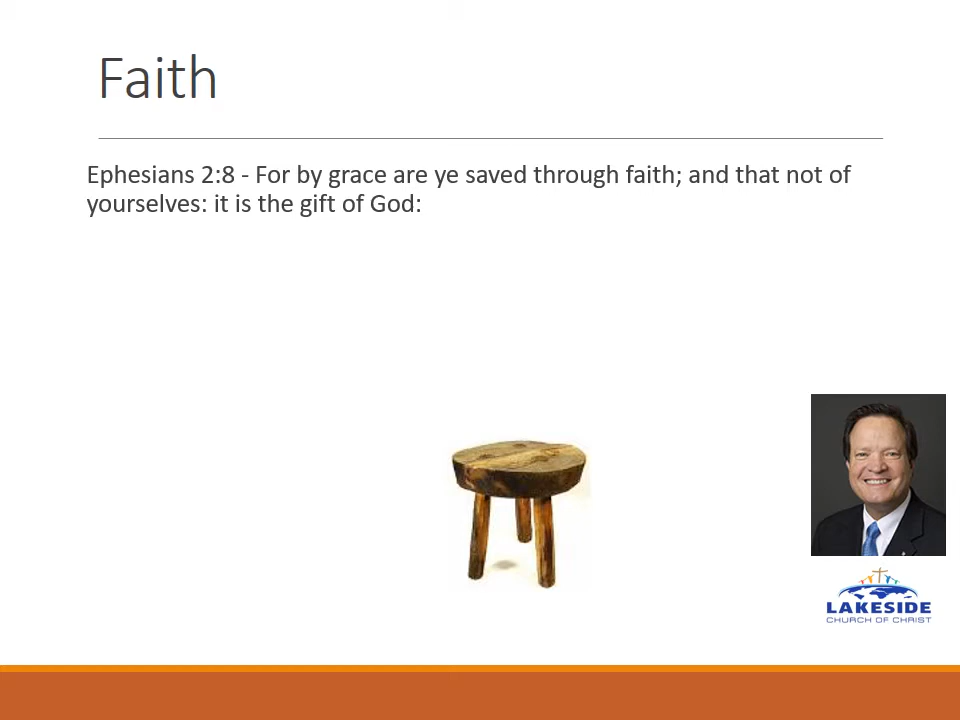 Faith
Ephesians 2:8 - For by grace are ye saved through faith; and that not of
yourselves: it is the gift of God:
LAKESIDE
CHURCH OF CHRIST